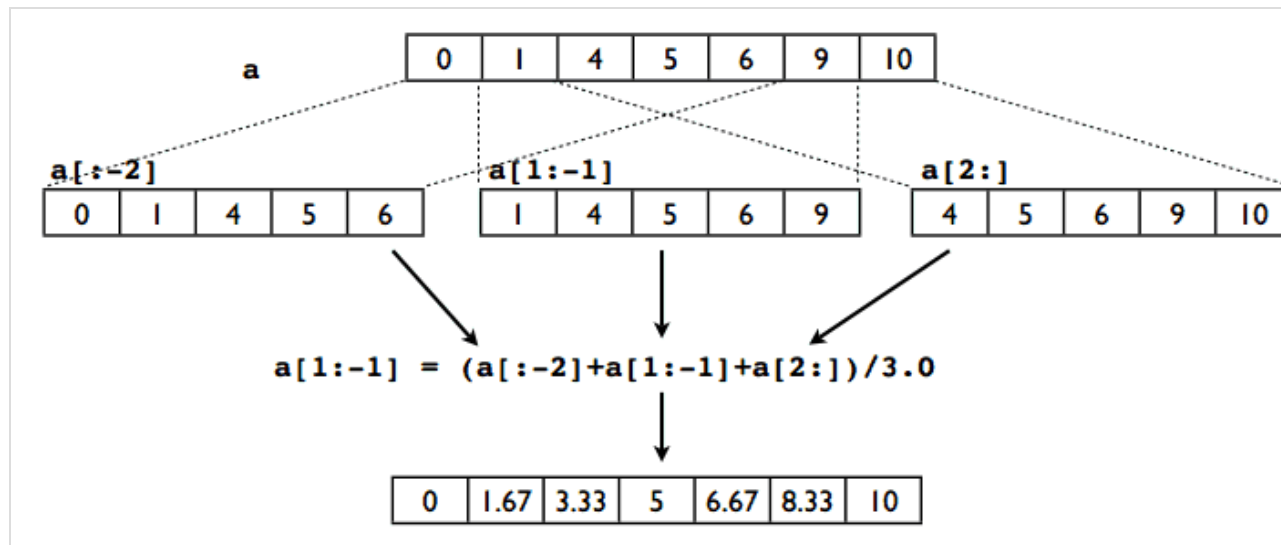 a
0 1 4 5 6 9 10
a[:-2]
a[1:-1]
a[2:]
0 1 4 5 6
1 4 5 6 9
4 5 6 9 10
a[1:-1] = (a[:-2]+a[1:-1]+a[2:])/3.0
0 1.67 3.33 5 6.67 8.33 10